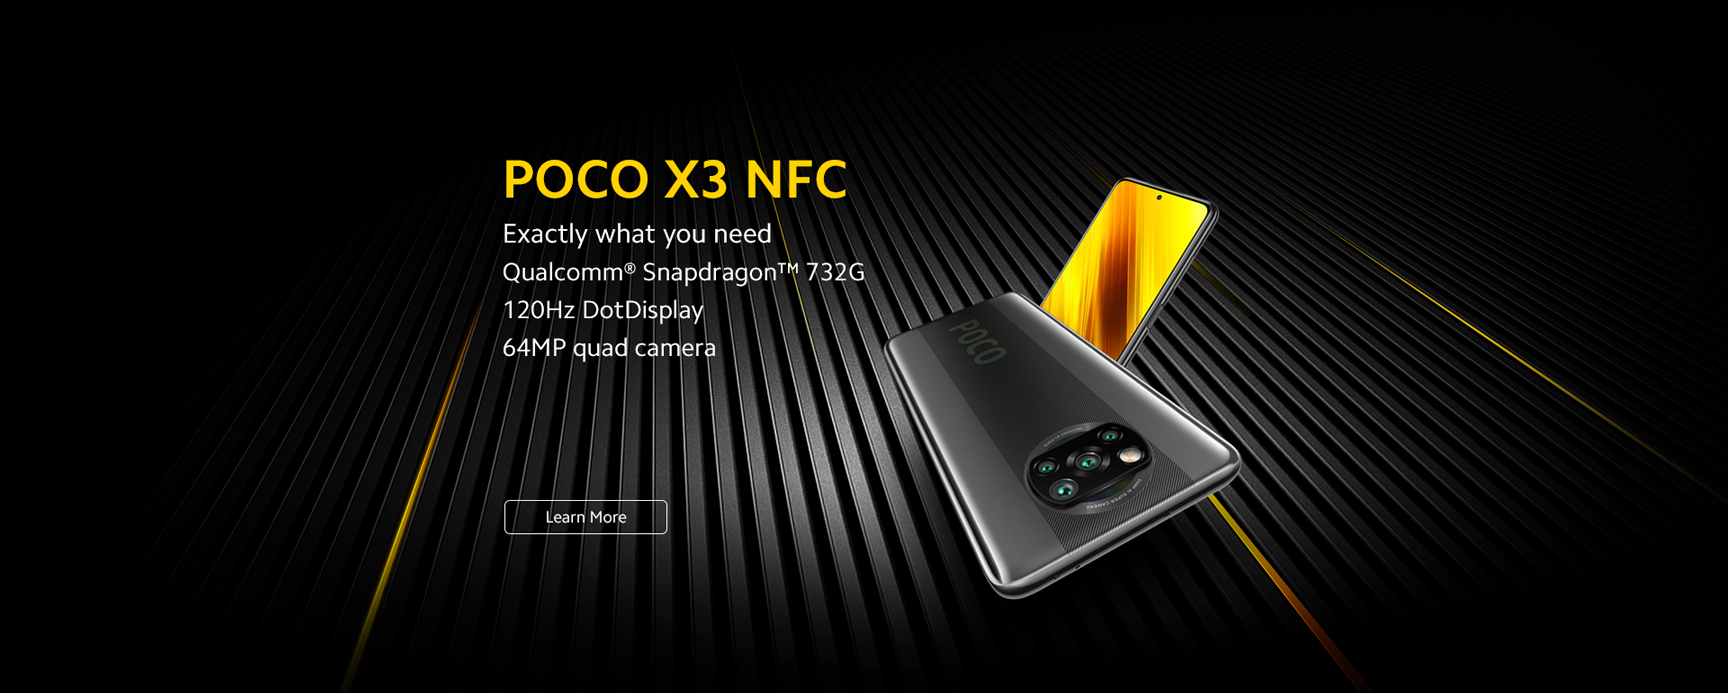 POCO X3 NFC
Exactly what you need
Qualcomm® Snapdragon™ 732G
120Hz DotDisplay
64MP quad camera
POCO
Learn More